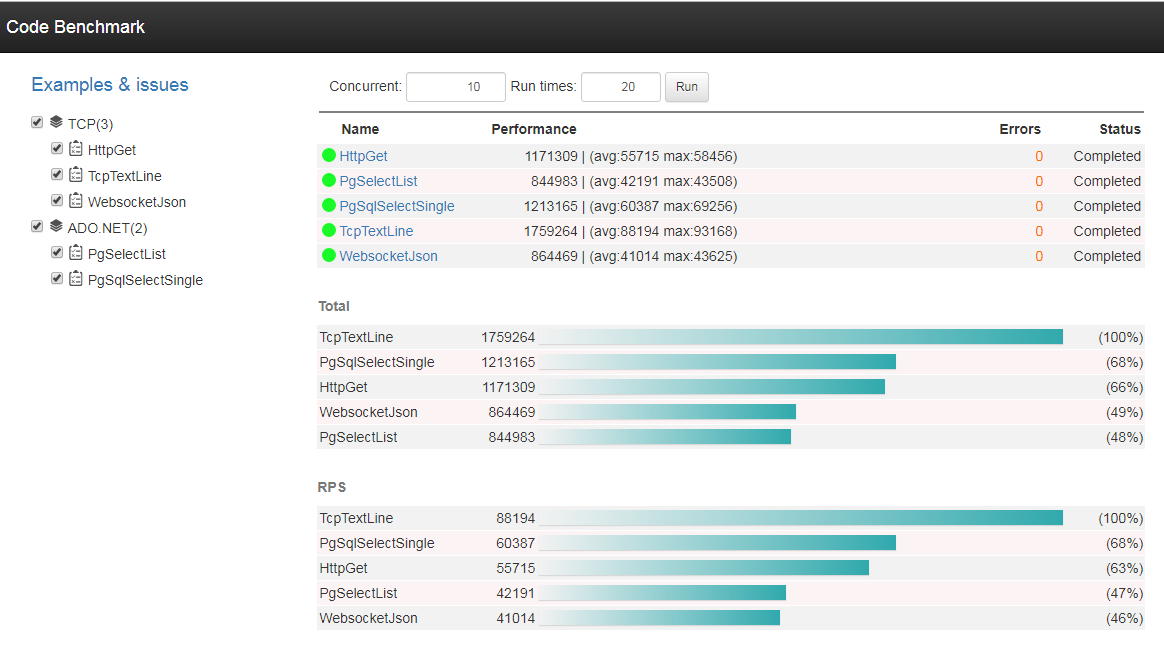 Code Benchmark
Examples & issues
TCP(3)
HttpGet
TcpTextLine
WebsocketJson
ADO.NET(2)
PgSelectList
PgSqlSelectSingle
Concurrent: 10 Run times: 20 Run
Name Performance Errors Status
HttpGet 1171309 | (avg:55715 max:58456) 0 Completed
PgSelectList 844983 | (avg:42191 max:43508) 0 Completed
PgSqlSelectSingle 1213165 | (avg:60387 max:69256) 0 Completed
TcpTextLine 1759264 | (avg:88194 max:93168) 0 Completed
WebsocketJson 864469 | (avg:41014 max:43625) 0 Completed
Total
TcpTextLine 1759264 (100%)
PgSqlSelectSingle 1213165 (68%)
HttpGet 1171309 (66%)
WebsocketJson 864469 (49%)
PgSelectList 844983 (48%)
RPS
TcpTextLine 88194 (100%)
PgSqlSelectSingle 60387 (68%)
HttpGet 55715 (63%)
PgSelectList 42191 (47%)
WebsocketJson 41014 (46%)